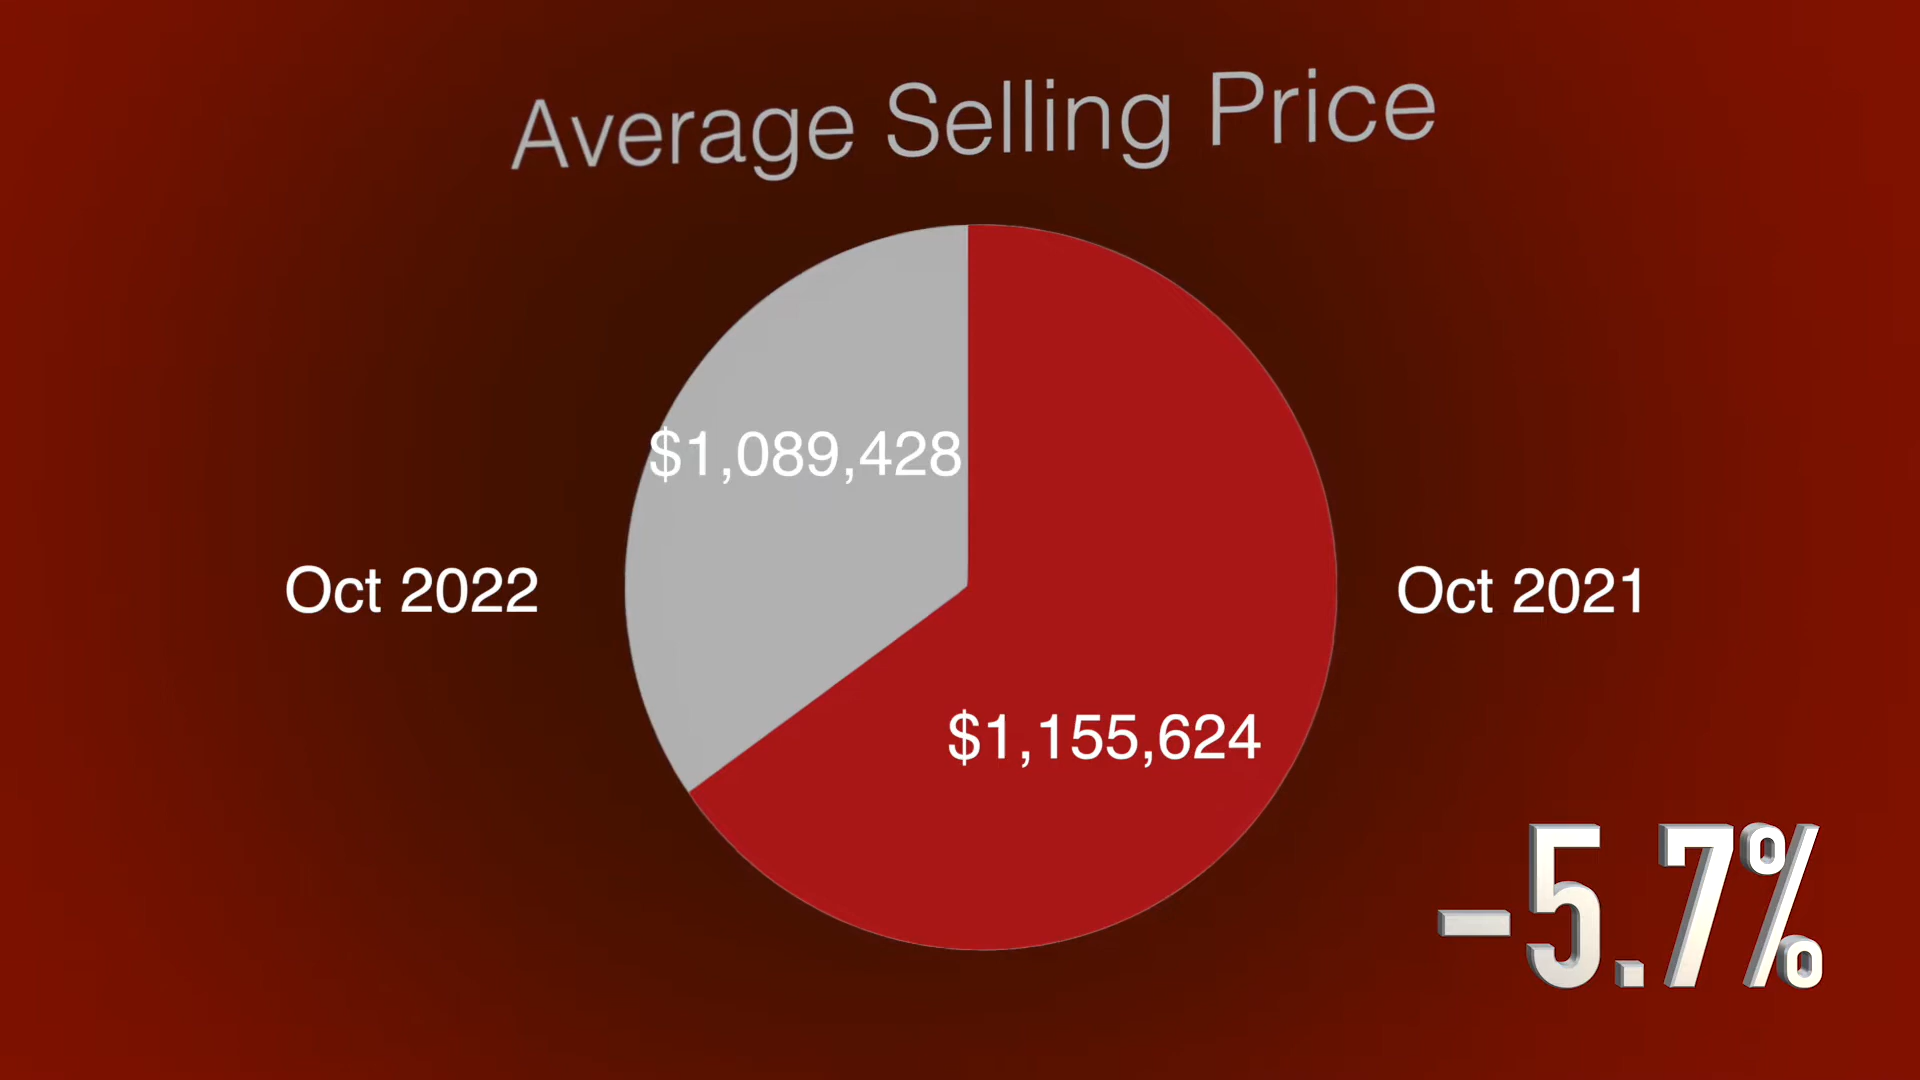 Average Selling Price
$1,089,428
Oct 2022
Oct 2021
$1,155,624
-5.7%